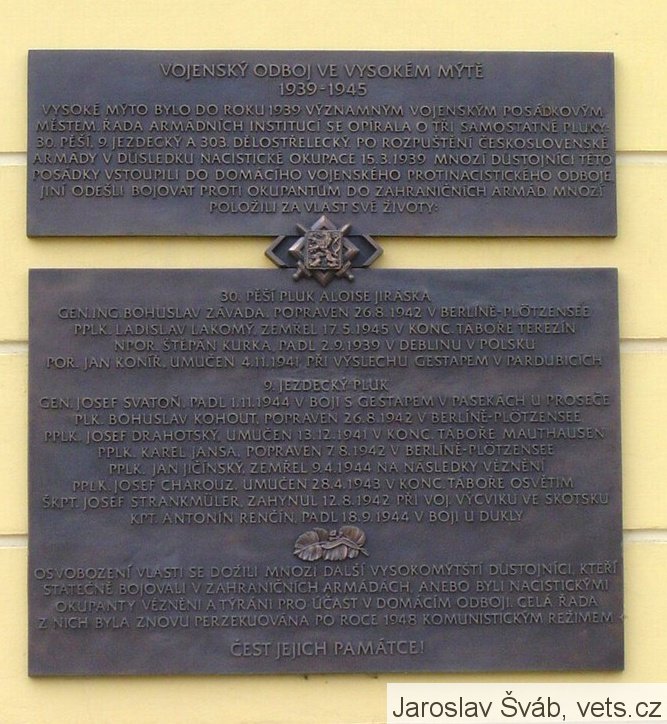 VOJENSKÝ ODBOJ VE VYSOKÉM MÝTĚ
1939-1945
VYSOKÉ MÝTO BYLO DO ROKU 1939 VÝZNAMNÝM VOJENSKÝM POSÁDKOVÝM
MĚSTEM. ŘADA ARMÁDNÍCH INSTITUCÍ SE OPÍRALA O TŘI SAMOSTATNÉ PLUKY:
30. PĚŠÍ, 9. JEZDECKÝ A 303. DĚLOSTŘELECKÝ. PO ROZPUŠTĚNÍ ČESKOSLOVENSKÉ
ARMÁDY V DŮSLEDKU NACISTICKÉ OKUPACE 15.3.1939 MNOZÍ DŮSTOJNÍCI TÉTO
POSÁDKY VSTOUPILI DO DOMÁCÍHO VOJENSKÉHO PROTINACISTICKÉHO ODBOJE
JINÍ ODEŠLI BOJOVAT PROTI OKUPANTŮM DO ZAHRANIČNÍCH ARMÁD. MNOZÍ
POLOŽILI ZA VLAST SVÉ ŽIVOTY:
30. PĚŠÍ PLUK ALOISE JIRÁSKA
GEN.ING. BOHUSLAV ZÁVADA, POPRAVEN 26.8.1942 V BERLÍNĚ-PLÖTZENSEE
PPLK. LADISLAV LAKOMÝ, ZEMŘEL 17.5.1945 V KONC. TÁBOŘE TEREZÍN
NPOR. ŠTĚPÁN KURKA, PADL 2.9.1939 V DEBLINU V POLSKU
POR. JAN KONÍŘ, UMUČEN 4.11.1941 PŘI VÝSLECHU GESTAPEM V PARDUBICÍCH
9. JEZDECKÝ PLUK
GEN. JOSEF SVATOŇ, PADL 1.11.1944 V BOJI S GESTAPEM V PASEKÁCH U PROSEČE
PLK. BOHUSLAV KOHOUT, POPRAVEN 26.8.1942 V BERLÍNĚ-PLÖTZENSEE
PPLK. JOSEF DRAHOTSKÝ, UMUČEN 13.12.1941 V KONC. TÁBOŘE MAUTHAUSEN
PPLK. KAREL JANSA, POPRAVEN 7.8.1942 V BERLÍNĚ-PLÖTZENSEE
PPLK. JAN JIČÍNSKÝ, ZEMŘEL 9.4.1944 NA NÁSLEDKY VĚZNĚNÍ
PPLK. JOSEF CHAROUZ, UMUČEN 28.4.1943 V KONC. TÁBOŘE OSVĚTIM
ŠKPT. JOSEF STRANKMÜLER, ZAHYNUL 12.8.1942 PŘI VOJ. VÝCVIKU VE SKOTSKU
KPT. ANTONÍN RENČÍN, PADL 18.9.1944 V BOJI U DUKLY
OSVOBOZENÍ VLASTI SE DOŽILI MNOZÍ DALŠÍ VYSOKOMÝTŠTÍ DŮSTOJNÍCI, KTEŘÍ
STATEČNĚ BOJOVALI V ZAHRANIČNÍCH ARMÁDÁCH, ANEBO BYLI NACISTICKÝMI
OKUPANTY VĚZNĚNI A TÝRÁNI PRO ÚČAST V DOMÁCÍM ODBOJI. CELÁ ŘADA
Z NICH BYLA ZNOVU PERZEKUOVÁNA PO ROCE 1948 KOMUNISTICKÝM REŽIMEM
ČEST JEJICH PAMÁTCE!
Jaroslav Šváb, vets.cz